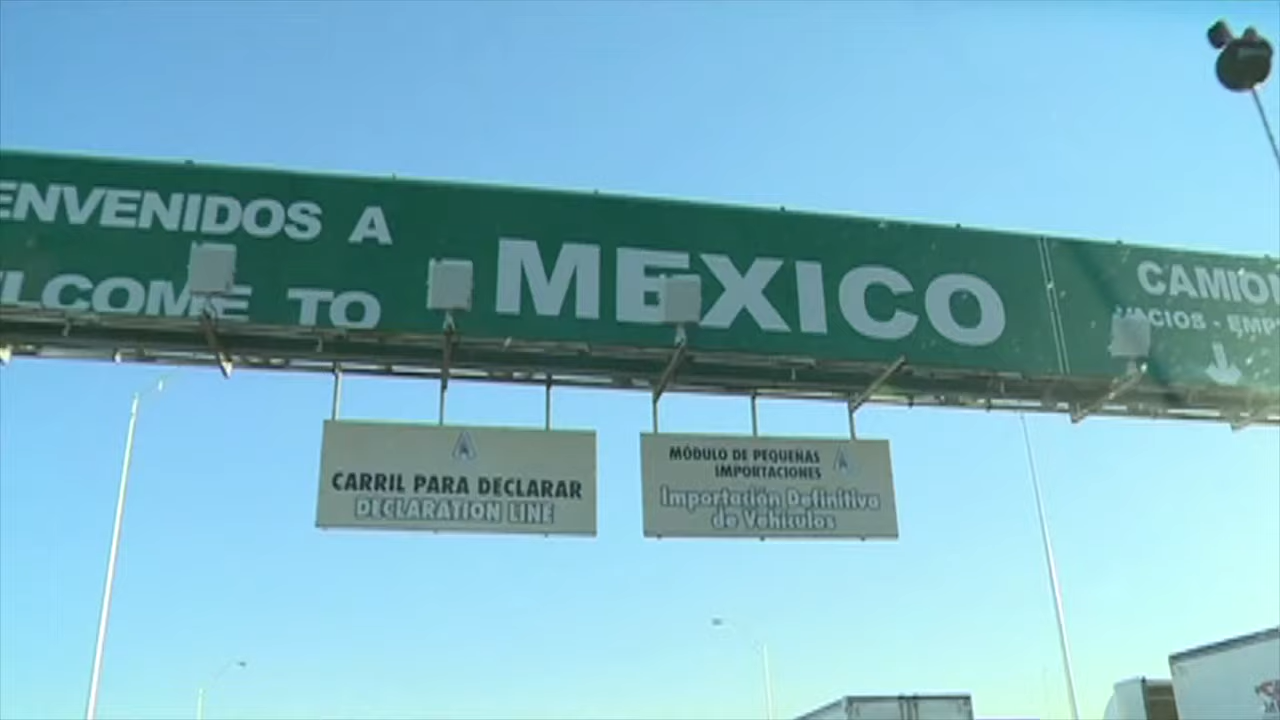 ENVENIDOS A
ELCOME TO
MEXICO
CAMIO
VACIOS - EMP
CARRIL PARA DECLARAR
DECLARATION LINE
MÓDULO DE PEQUEÑAS
IMPORTACIONES
Importación Definitiva
de Vehículos